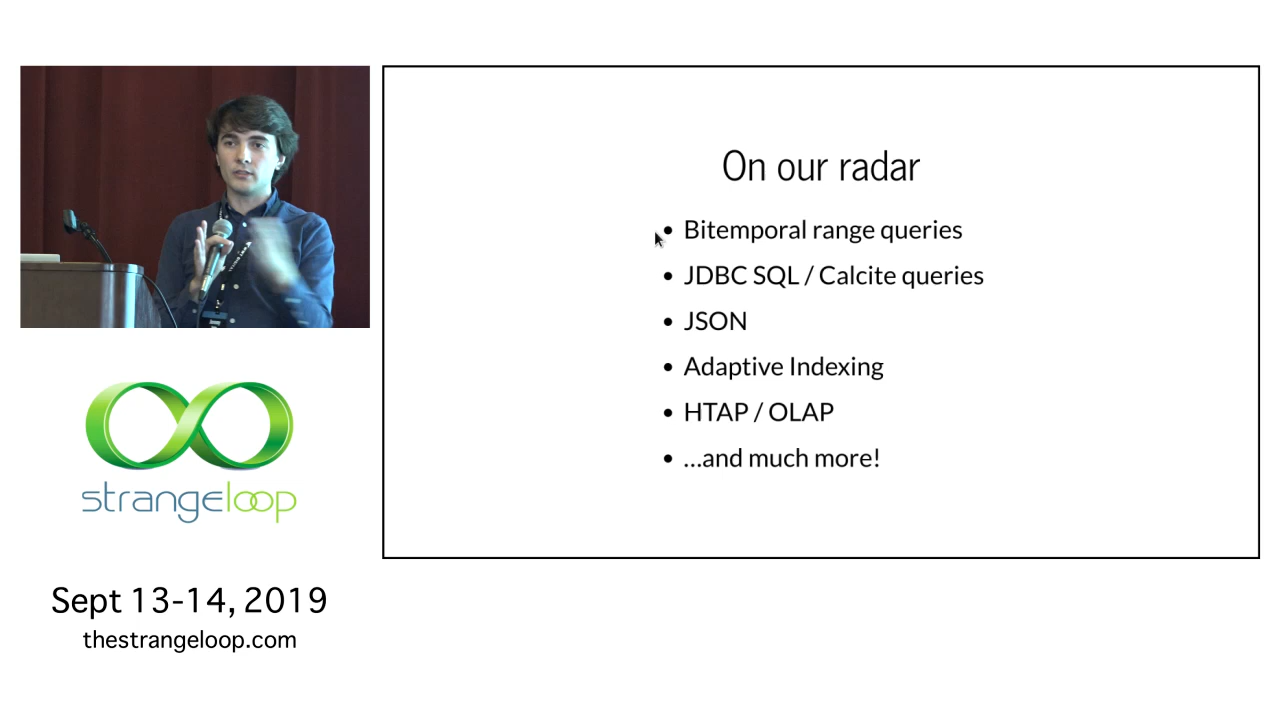 On our radar
• Bitemporal range queries
• JDBC SQL / Calcite queries
• JSON
• Adaptive Indexing
• HTAP / OLAP
• ...and much more!
strangeloop
Sept 13-14, 2019
thestrangeloop.com